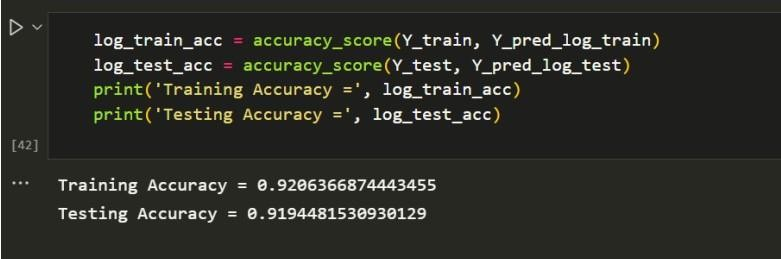 log_train_acc = accuracy_score(Y_train, Y_pred_log_train)
log_test_acc = accuracy_score(Y_test, Y_pred_log_test)
print('Training Accuracy =', log_train_acc)
print('Testing Accuracy =', log_test_acc)
[42]
... Training Accuracy = 0.9206366874443455
Testing Accuracy = 0.9194481530930129